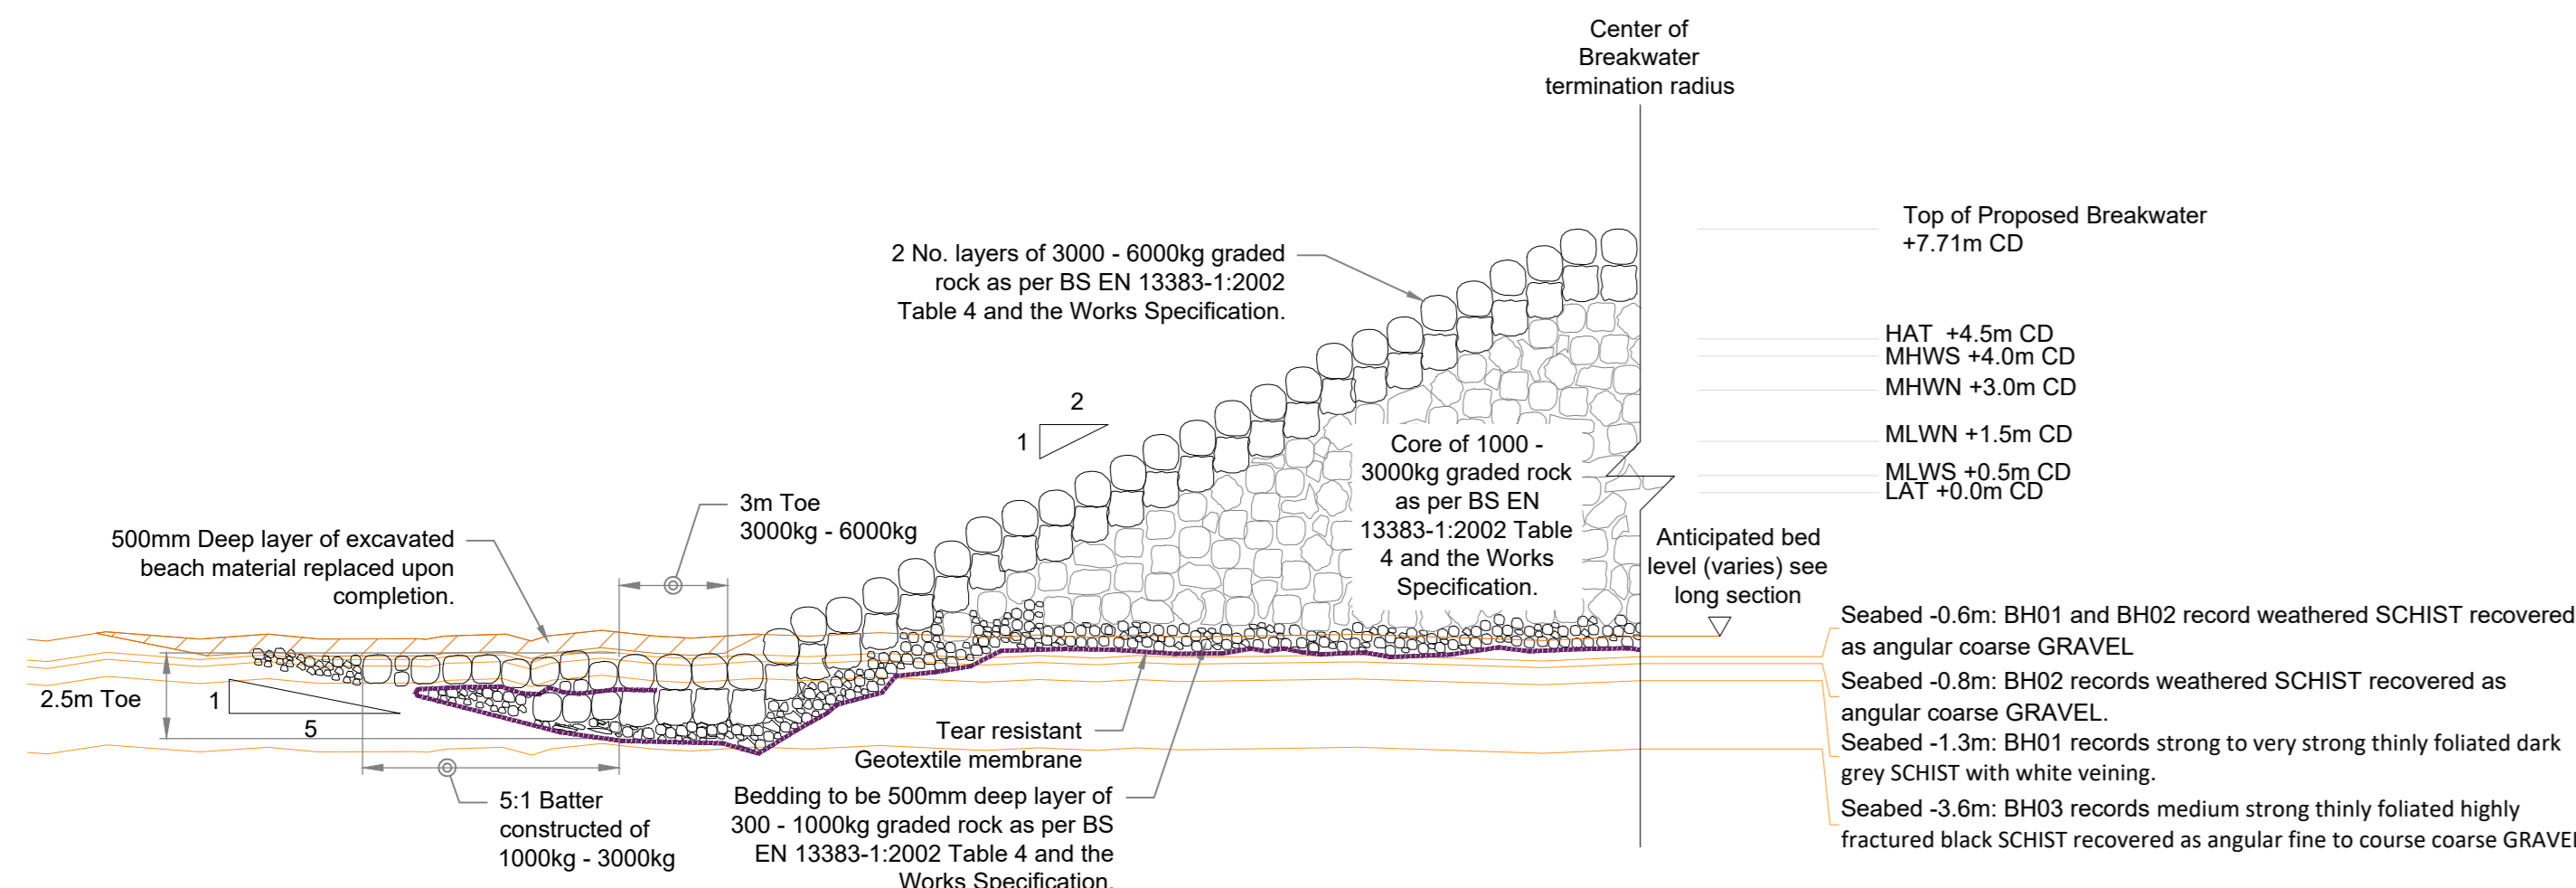 Center of
Breakwater
termination radius
Top of Proposed Breakwater
+7.71m CD
2 No. layers of 3000 - 6000kg graded
rock as per BS EN 13383-1:2002
Table 4 and the Works Specification.
HAT +4.5m CD
MHWS +4.0m CD
MHWN +3.0m CD
MLWN +1.5m CD
MLWS +0.5m CD
LAT +0.0m CD
2
1
Core of 1000 -
3000kg graded rock
as per BS EN
13383-1:2002 Table
4 and the Works
Specification.
3m Toe
3000kg - 6000kg
500mm Deep layer of excavated
beach material replaced upon
completion.
Anticipated bed
level (varies) see
long section
Seabed -0.6m: BH01 and BH02 record weathered SCHIST recovered
as angular coarse GRAVEL
Seabed -0.8m: BH02 records weathered SCHIST recovered as
angular coarse GRAVEL.
Seabed -1.3m: BH01 records strong to very strong thinly foliated dark
grey SCHIST with white veining.
Seabed -3.6m: BH03 records medium strong thinly foliated highly
fractured black SCHIST recovered as angular fine to course coarse GRAVEL
2.5m Toe
1
5
Tear resistant
Geotextile membrane
5:1 Batter
constructed of
1000kg - 3000kg
Bedding to be 500mm deep layer of
300 - 1000kg graded rock as per BS
EN 13383-1:2002 Table 4 and the
Works Specification.